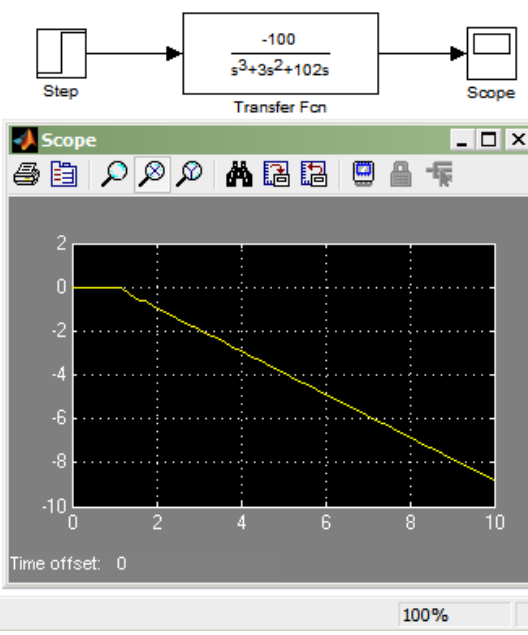 -100
s3+3s2+102s
Step
Transfer Fcn
Scope
Scope
2
0
-2
-4
-6
-8
-10
0 2 4 6 8 10
Time offset: 0
100%